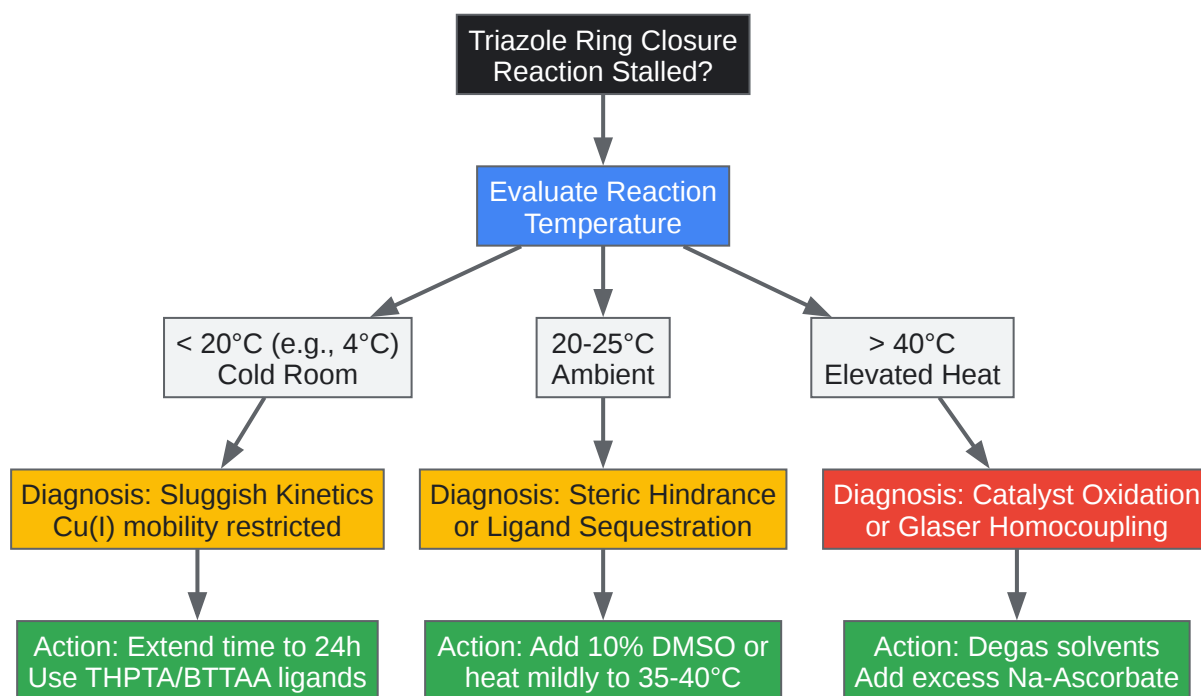 Triazole Ring Closure
Reaction Stalled?
Evaluate Reaction
Temperature
< 20°C (e.g., 4°C)
Cold Room
20-25°C
Ambient
> 40°C
Elevated Heat
Diagnosis: Sluggish Kinetics
Cu(I) mobility restricted
Diagnosis: Steric Hindrance
or Ligand Sequestration
Diagnosis: Catalyst Oxidation
or Glaser Homocoupling
Action: Extend time to 24h
Use THPTA/BTTAA ligands
Action: Add 10% DMSO or
heat mildly to 35-40°C
Action: Degas solvents
Add excess Na-Ascorbate